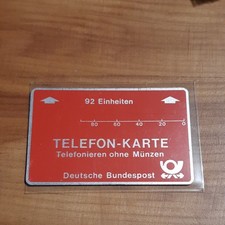 92 Einheiten
80 60 40 20 0
TELEFON-KARTE
Telefonieren ohne Münzen
Deutsche Bundespost